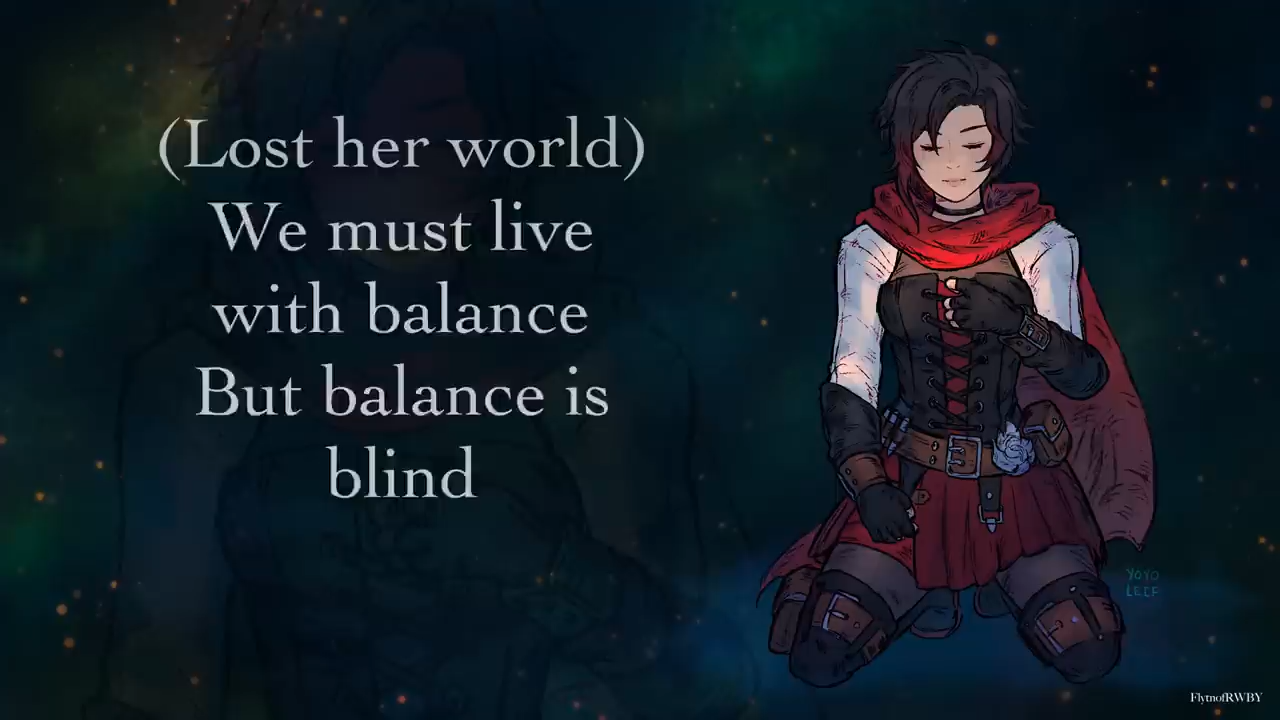 (Lost her world)
We must live
with balance
But balance is
blind
YOYO
LEEF
FlytnofRWBY